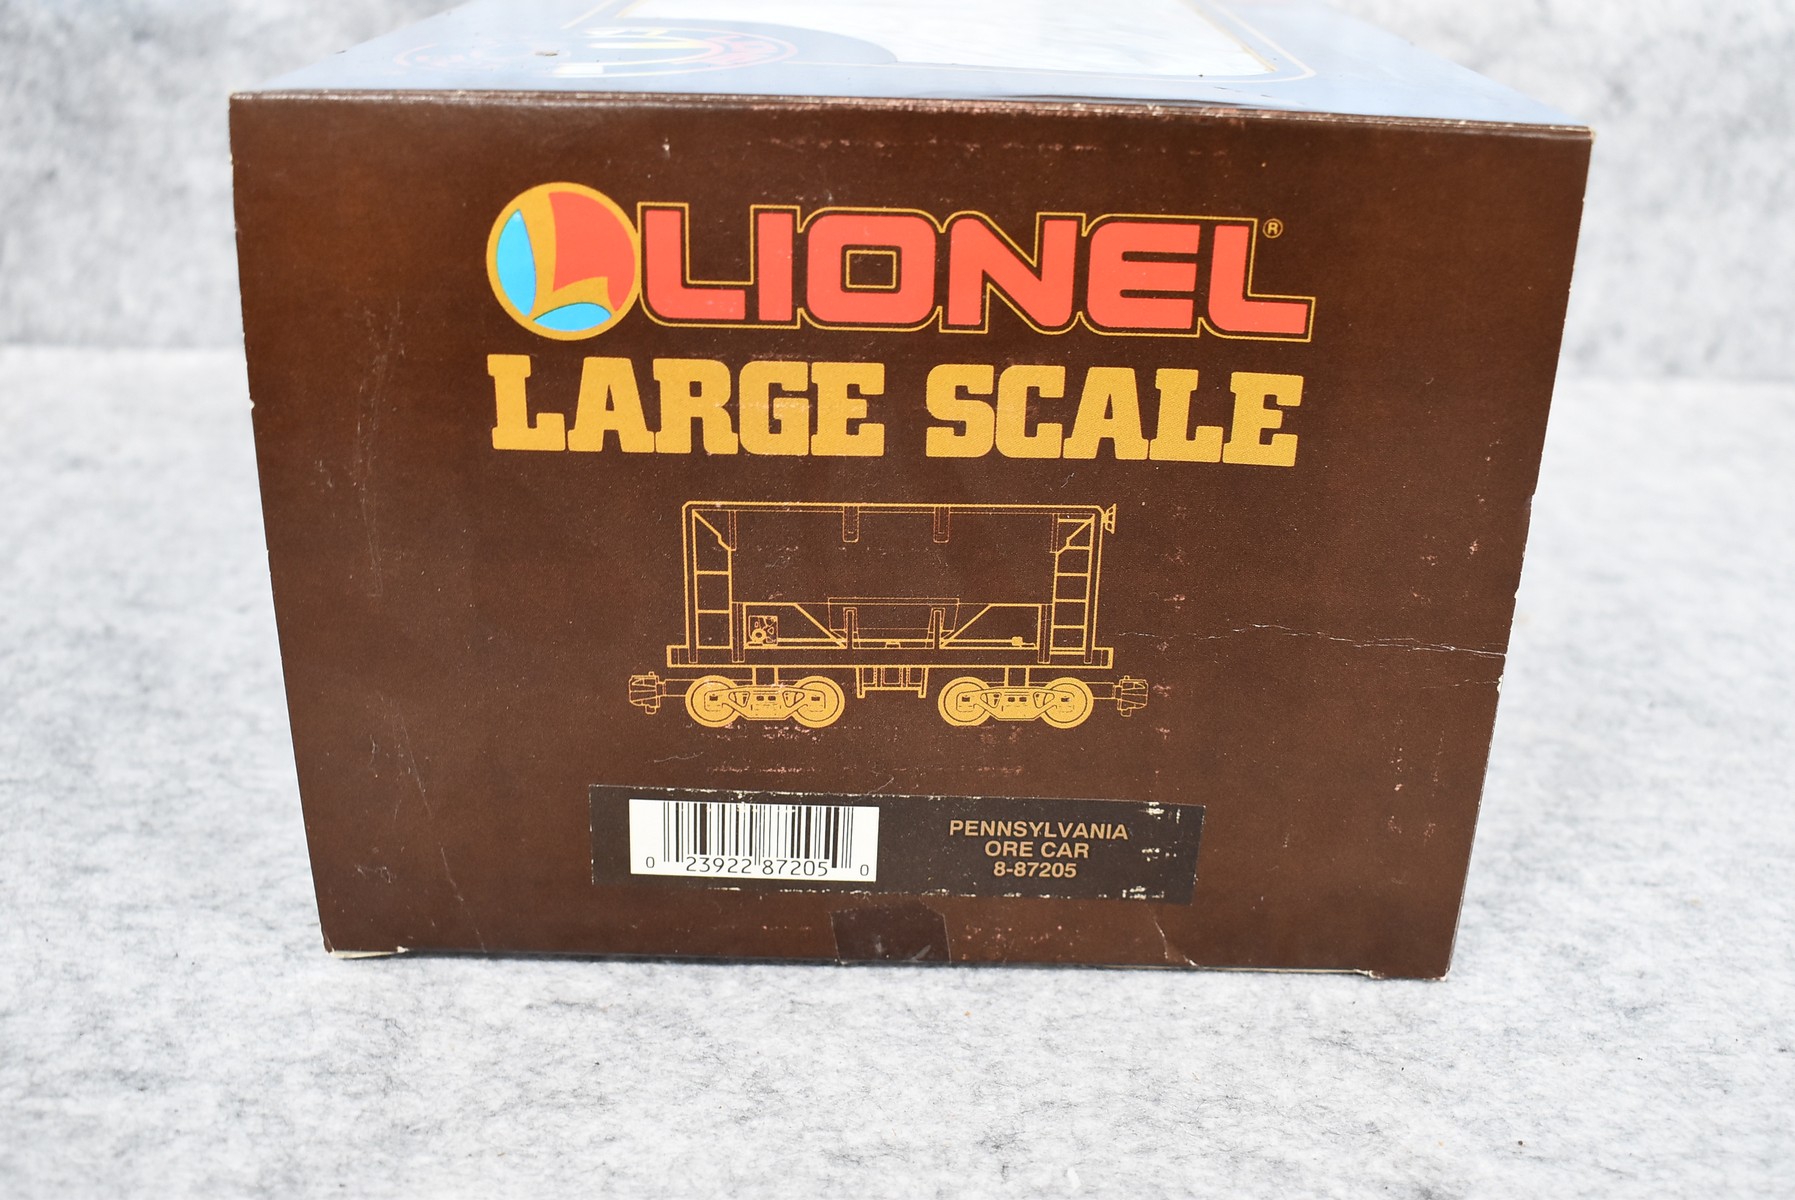 LIONEL®
LARGE SCALE
0 23922 87205 0
PENNSYLVANIA
ORE CAR
8-87205